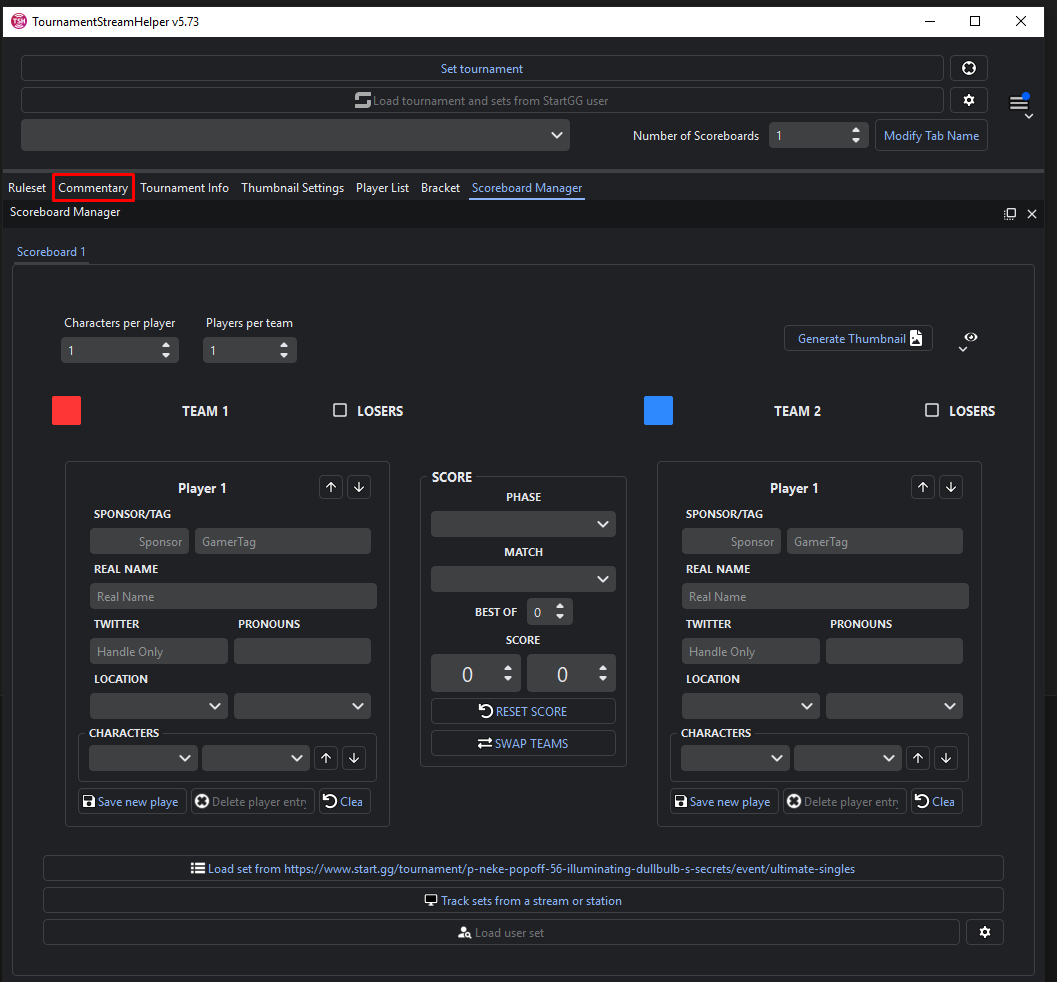 TSH TournamentStreamHelper v5.73
Set tournament
Load tournament and sets from StartGG user
Number of Scoreboards 1 Modify Tab Name
Ruleset Commentary Tournament Info Thumbnail Settings Player List Bracket Scoreboard Manager
Scoreboard Manager
Scoreboard 1
Characters per player Players per team
1 1 Generate Thumbnail
TEAM 1 LOSERS TEAM 2 LOSERS
Player 1
SPONSOR/TAG
Sponsor GamerTag
REAL NAME
Real Name
TWITTER PRONOUNS
Handle Only
LOCATION
CHARACTERS
Save new playe Delete player entry Clea
SCORE
PHASE
MATCH
BEST OF 0
SCORE
0 0
RESET SCORE
SWAP TEAMS
Player 1
SPONSOR/TAG
Sponsor GamerTag
REAL NAME
Real Name
TWITTER PRONOUNS
Handle Only
LOCATION
CHARACTERS
Save new playe Delete player entry Clea
Load set from https://www.start.gg/tournament/p-neke-popoff-56-illuminating-dullbulb-s-secrets/event/ultimate-singles
Track sets from a stream or station
Load user set